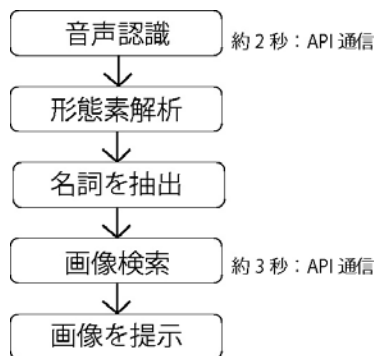 音声認識
約2秒：API 通信
形態素解析
名詞を抽出
画像検索
約3秒：API 通信
画像を提示